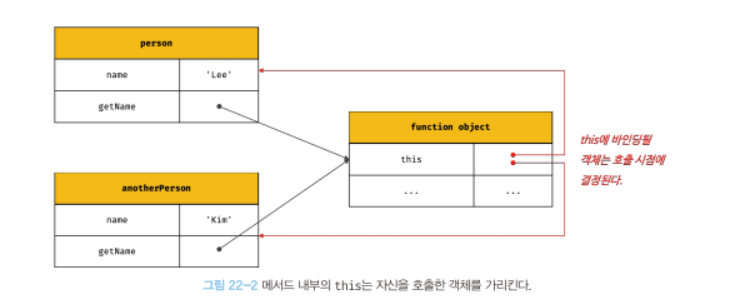 person
name 'Lee'
getName
function object
this
... ...
this에 바인딩될
객체는 호출 시점에
결정된다.
anotherPerson
name 'Kim'
getName
그림 22-2 메서드 내부의 this는 자신을 호출한 객체를 가리킨다.